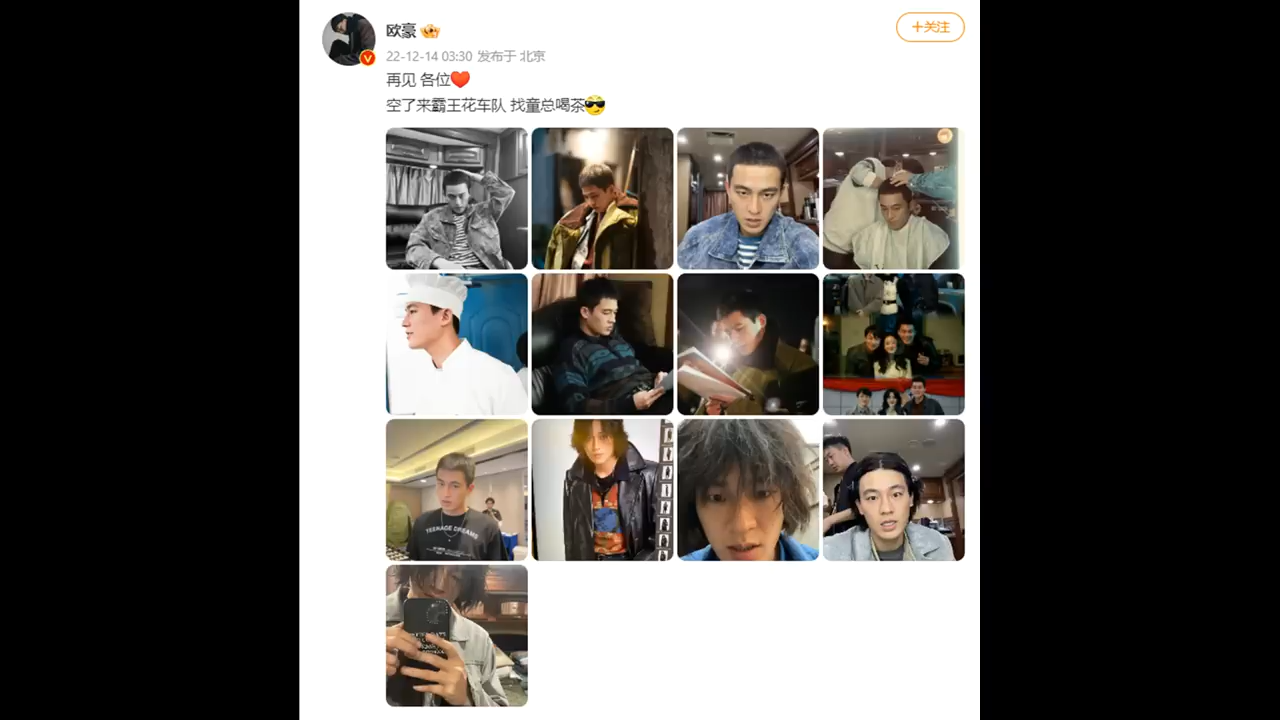 欧豪
+关注
22-12-14 03:30 发布于 北京
再见 各位❤️
空了来霸王花车队 找童总喝茶😎
TEENAGE DREAMS